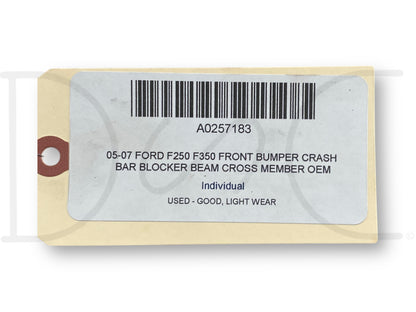 A0257183
05-07 FORD F250 F350 FRONT BUMPER CRASH
BAR BLOCKER BEAM CROSS MEMBER OEM
Individual
USED - GOOD, LIGHT WEAR